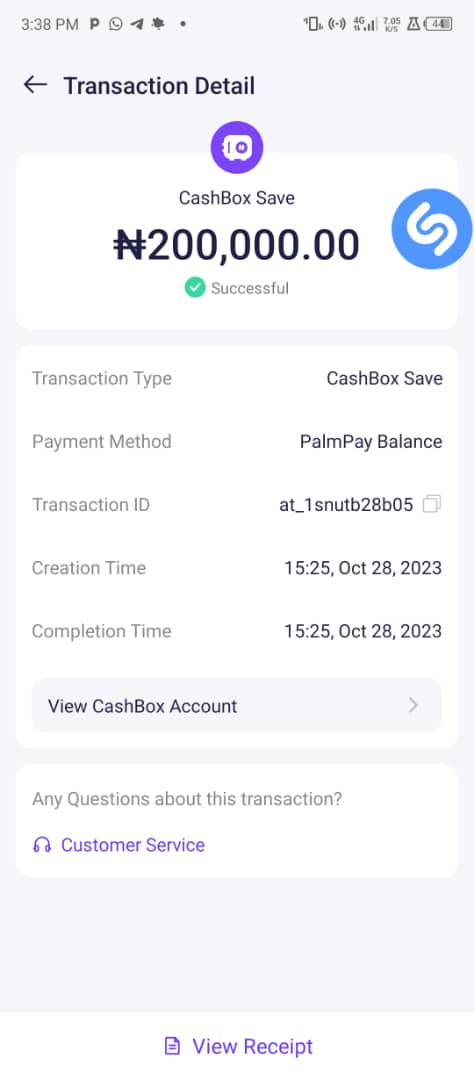 3:38 PM
4G 7.05 K/S 44
Transaction Detail
CashBox Save
₦200,000.00
Successful
Transaction Type CashBox Save
Payment Method PalmPay Balance
Transaction ID at_1snutb28b05
Creation Time 15:25, Oct 28, 2023
Completion Time 15:25, Oct 28, 2023
View CashBox Account
Any Questions about this transaction?
Customer Service
View Receipt